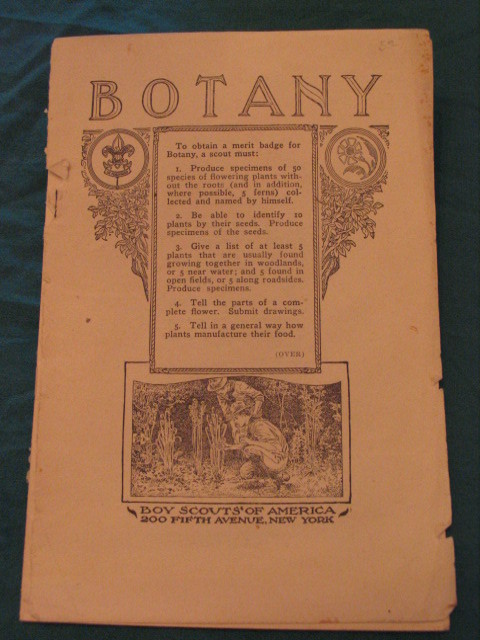 BOTANY
To obtain a merit badge for
Botany, a scout must:
1. Produce specimens of 50
species of flowering plants with-
out the roots (and in addition,
where possible, 5 ferns) col-
lected and named by himself.
2. Be able to identify 10
plants by their seeds. Produce
specimens of the seeds.
3. Give a list of at least 5
plants that are usually found
growing together in woodlands,
or 5 near water; and 5 found in
open fields, or 5 along roadsides.
Produce specimens.
4. Tell the parts of a com-
plete flower. Submit drawings.
5. Tell in a general way how
plants manufacture their food.
(OVER)
BOY SCOUTS OF AMERICA
200 FIFTH AVENUE, NEW YORK